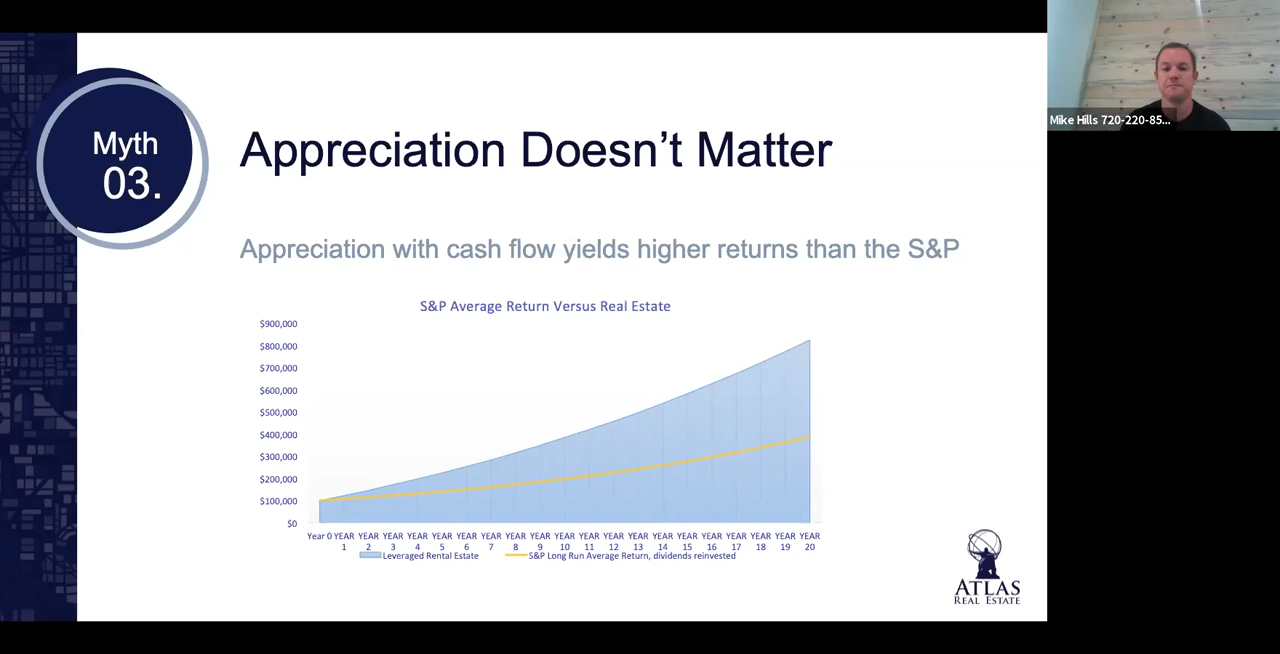 Myth
03.
Appreciation Doesn’t Matter
Appreciation with cash flow yields higher returns than the S&P
S&P Average Return Versus Real Estate
$900,000
$800,000
$700,000
$600,000
$500,000
$400,000
$300,000
$200,000
$100,000
$0
Year 0 YEAR YEAR YEAR YEAR YEAR YEAR YEAR YEAR YEAR YEAR YEAR YEAR YEAR YEAR YEAR YEAR YEAR YEAR YEAR YEAR
1 2 3 4 5 6 7 8 9 10 11 12 13 14 15 16 17 18 19 20
Leveraged Rental Estate S&P Long Run Average Return, dividends reinvested
ATLAS
REAL ESTATE
Mike Hills 720-220-85...